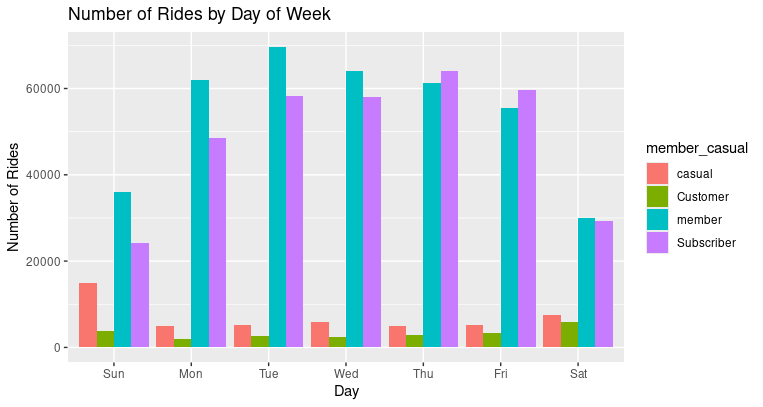 Number of Rides by Day of Week
Number of Rides
60000
40000
20000
0
Sun Mon Tue Wed Thu Fri Sat
Day
member_casual
casual
Customer
member
Subscriber